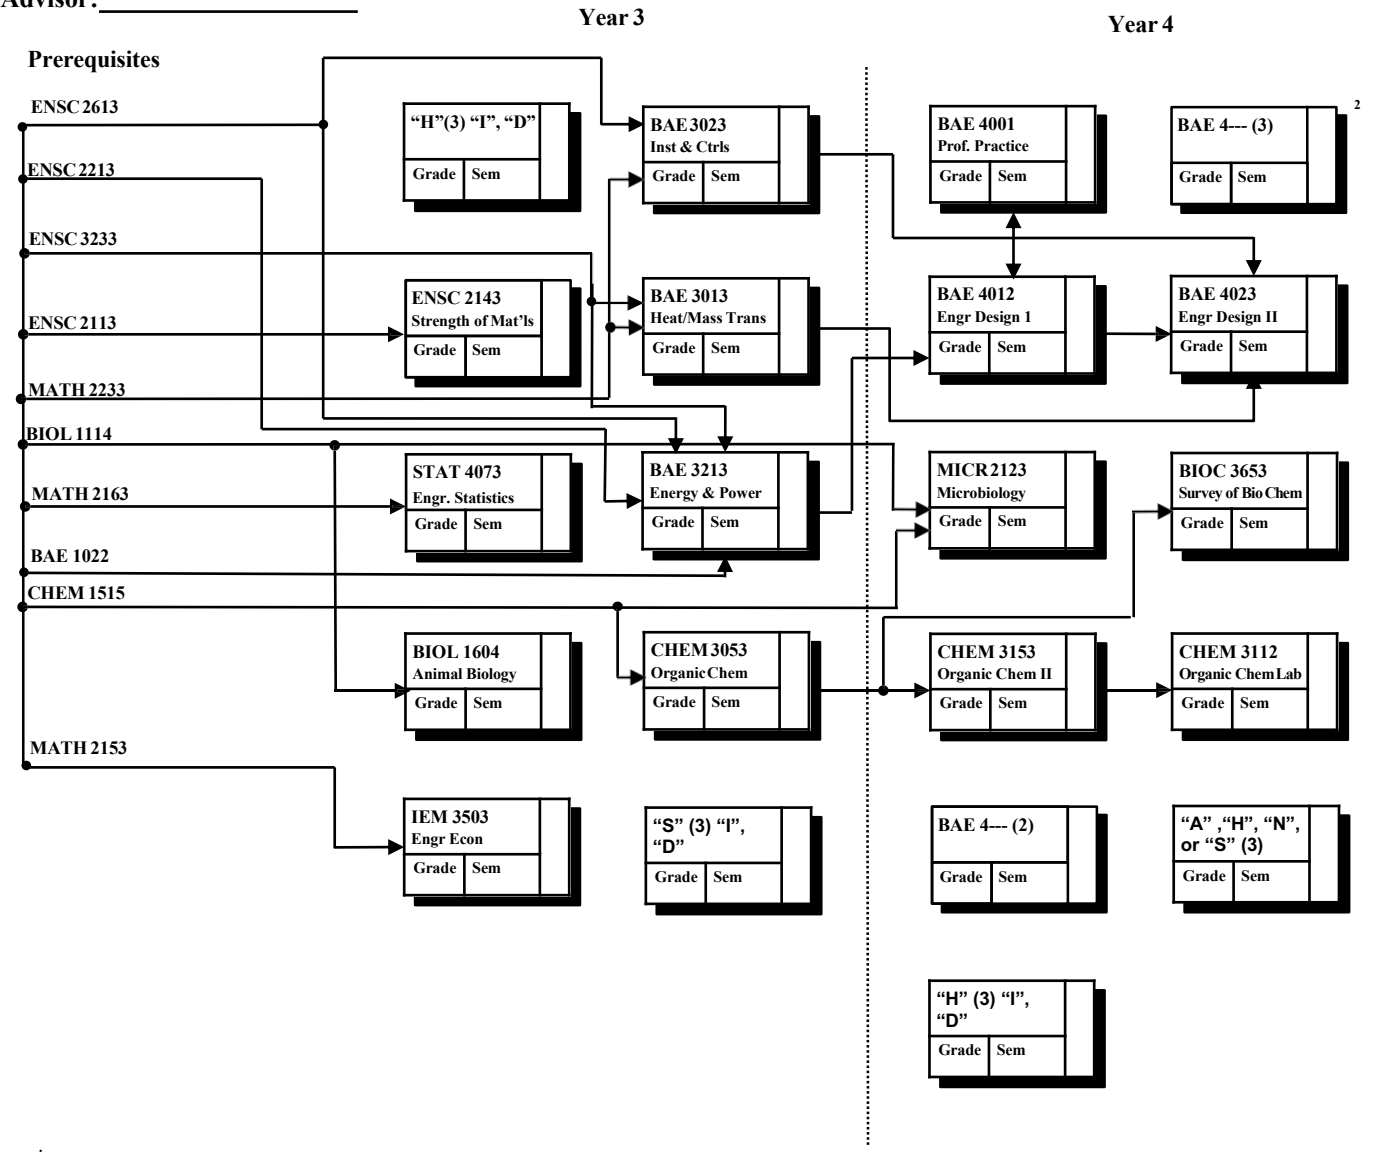 Advisor:
Year 3
Year 4
Prerequisites
ENSC 2613
ENSC 2213
ENSC 3233
ENSC 2113
MATH 2233
BIOL 1114
MATH 2163
BAE 1022
CHEM 1515
MATH 2153
“H”(3) “I”, “D”
Grade Sem
ENSC 2143
Strength of Mat’ls
Grade Sem
STAT 4073
Engr. Statistics
Grade Sem
BIOL 1604
Animal Biology
Grade Sem
IEM 3503
Engr Econ
Grade Sem
BAE 3023
Inst & Ctrls
Grade Sem
BAE 3013
Heat/Mass Trans
Grade Sem
BAE 3213
Energy & Power
Grade Sem
CHEM 3053
Organic Chem
Grade Sem
“S” (3) “I”,
“D”
Grade Sem
BAE 4001
Prof. Practice
Grade Sem
BAE 4012
Engr Design 1
Grade Sem
MICR 2123
Microbiology
Grade Sem
CHEM 3153
Organic Chem II
Grade Sem
BAE 4--- (2)
Grade Sem
“H” (3) “I”,
“D”
Grade Sem
BAE 4--- (3)
Grade Sem
2
BAE 4023
Engr Design II
Grade Sem
BIOC 3653
Survey of Bio Chem
Grade Sem
CHEM 3112
Organic Chem Lab
Grade Sem
“A” ,“H”, “N”,
or “S” (3)
Grade Sem